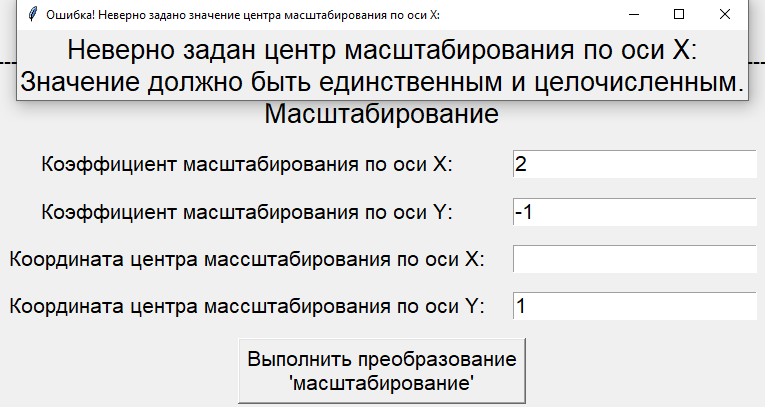 Ошибка! Неверно задано значение центра масштабирования по оси X:
Неверно задан центр масштабирования по оси X:
Значение должно быть единственным и целочисленным.
Масштабирование
Коэффициент масштабирования по оси X: 2
Коэффициент масштабирования по оси Y: -1
Координата центра массштабирования по оси X:
Координата центра массштабирования по оси Y: 1
Выполнить преобразование
'масштабирование'